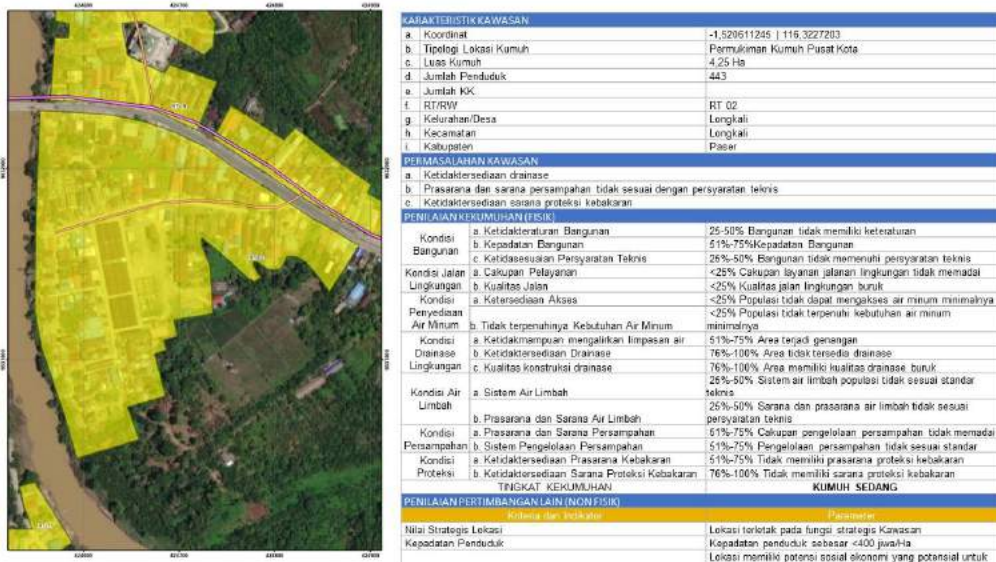 KARAKTERISTIK KAWASAN
a. Koordinat -1,520611245 | 116,3227203
b. Tipologi Lokasi Kumuh Permukiman Kumuh Pusat Kota
c. Luas Kumuh 4,25 Ha
d. Jumlah Penduduk 443
e. Jumlah KK
f. RT/RW RT 02
g. Kelurahan/Desa Longkali
h. Kecamatan Longkali
i. Kabupaten Paser
PERMASALAHAN KAWASAN
a. Ketidaktersediaan drainase
b. Prasarana dan sarana persampahan tidak sesuai dengan persyaratan teknis
c. Ketidaktersediaan sarana proteksi kebakaran
PENILAIAN KEKUMUHAN (FISIK)
Kondisi Bangunan
a. Ketidakteraturan Bangunan 25-50% Bangunan tidak memiliki keteraturan
b. Kepadatan Bangunan 51%-75%Kepadatan Bangunan
c. Ketidasesuaian Persyaratan Teknis 25%-50% Bangunan tidak memenuhi persyaratan teknis
Kondisi Jalan Lingkungan
a. Cakupan Pelayanan <25% Cakupan layanan jalanan lingkungan tidak memadai
b. Kualitas Jalan <25% Kualitas jalan lingkungan buruk
Kondisi Penyediaan Air Minum
a. Ketersediaan Akses <25% Populasi tidak dapat mengakses air minum minimalnya
b. Tidak terpenuhinya Kebutuhan Air Minum <25% Populasi tidak terpenuhi kebutuhan air minum minimalnya
Kondisi Drainase Lingkungan
a. Ketidakmampuan mengalirkan limpasan air 51%-75% Area terjadi genangan
b. Ketidaktersediaan Drainase 76%-100% Area tidak tersedia drainase
c. Kualitas konstruksi drainase 76%-100% Area memiliki kualitas drainase buruk
Kondisi Air Limbah
a. Sistem Air Limbah 25%-50% Sistem air limbah populasi tidak sesuai standar teknis
b. Prasarana dan Sarana Air Limbah 25%-50% Sarana dan prasarana air limbah tidak sesuai persyaratan teknis
Kondisi Persampahan
a. Prasarana dan Sarana Persampahan 51%-75% Cakupan pengelolaan persampahan tidak memadai
b. Sistem Pengelolaan Persampahan 51%-75% Pengelolaan persampahan tidak sesuai standar
Kondisi Proteksi
a. Ketidaktersediaan Prasarana Kebakaran 51%-75% Tidak memiliki prasarana proteksi kebakaran
b. Ketidaktersediaan Sarana Proteksi Kebakaran 76%-100% Tidak memiliki sarana proteksi kebakaran
TINGKAT KEKUMUHAN KUMUH SEDANG
PENILAIAN PERTIMBANGAN LAIN (NON FISIK)
Kriteria dan Indikator Parameter
Nilai Strategis Lokasi Lokasi terletak pada fungsi strategis Kawasan
Kepadatan Penduduk Kepadatan penduduk sebesar <400 jiwa/Ha
Lokasi memiliki potensi sosial ekonomi yang potensial untuk